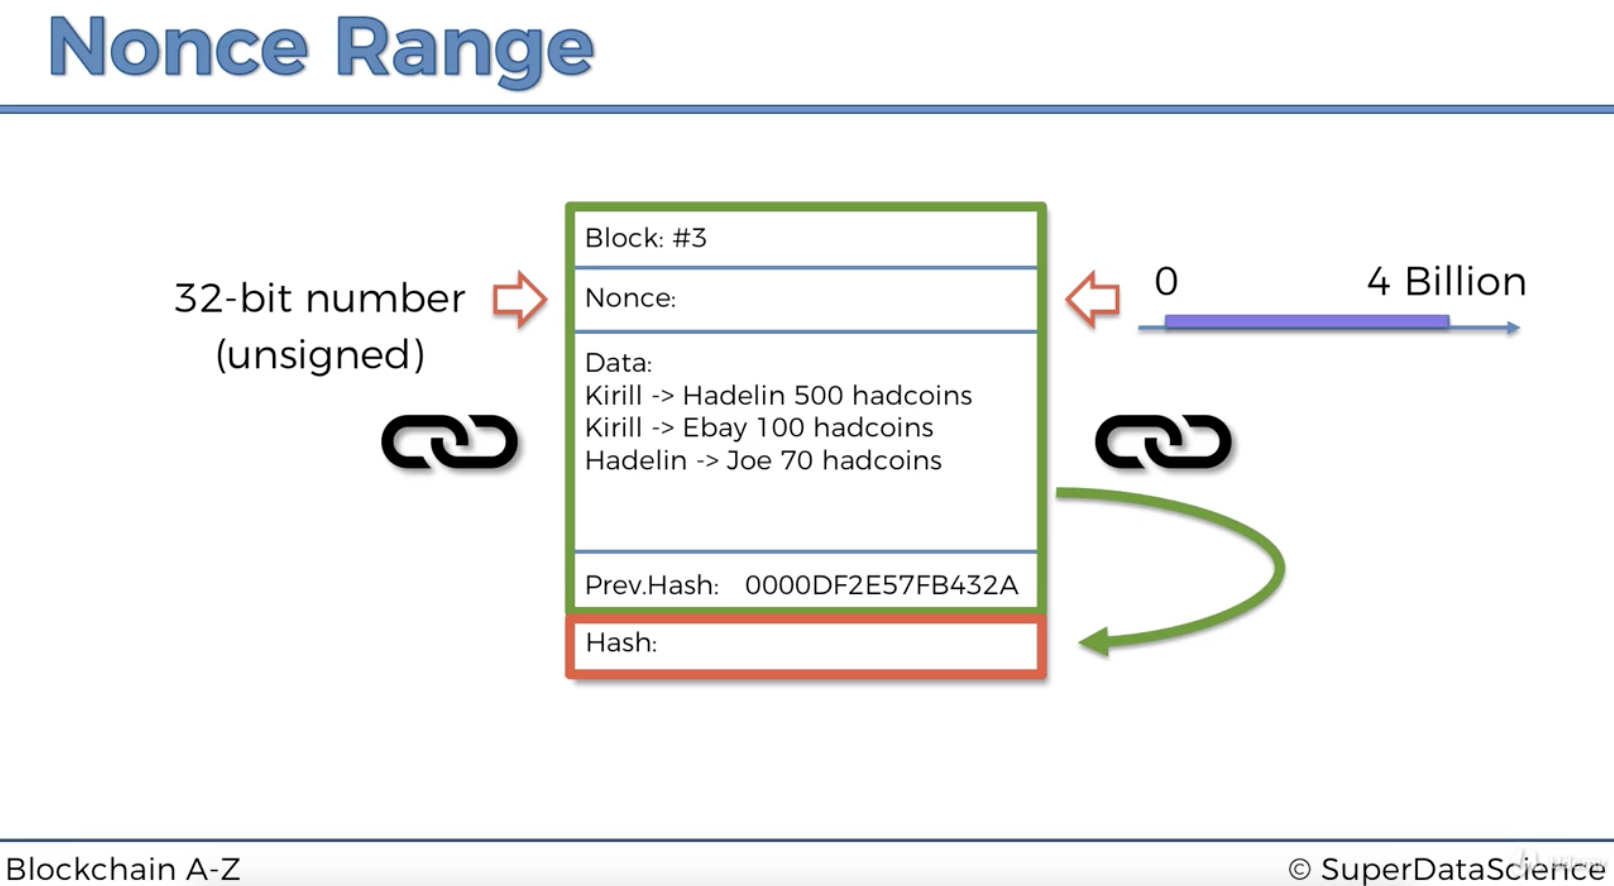 Nonce Range
Block: #3
32-bit number
(unsigned)
Nonce:
0
4 Billion
Data:
Kirill -> Hadelin 500 hadcoins
Kirill -> Ebay 100 hadcoins
Hadelin -> Joe 70 hadcoins
Prev.Hash: 0000DF2E57FB432A
Hash:
Blockchain A-Z
© SuperDataScience